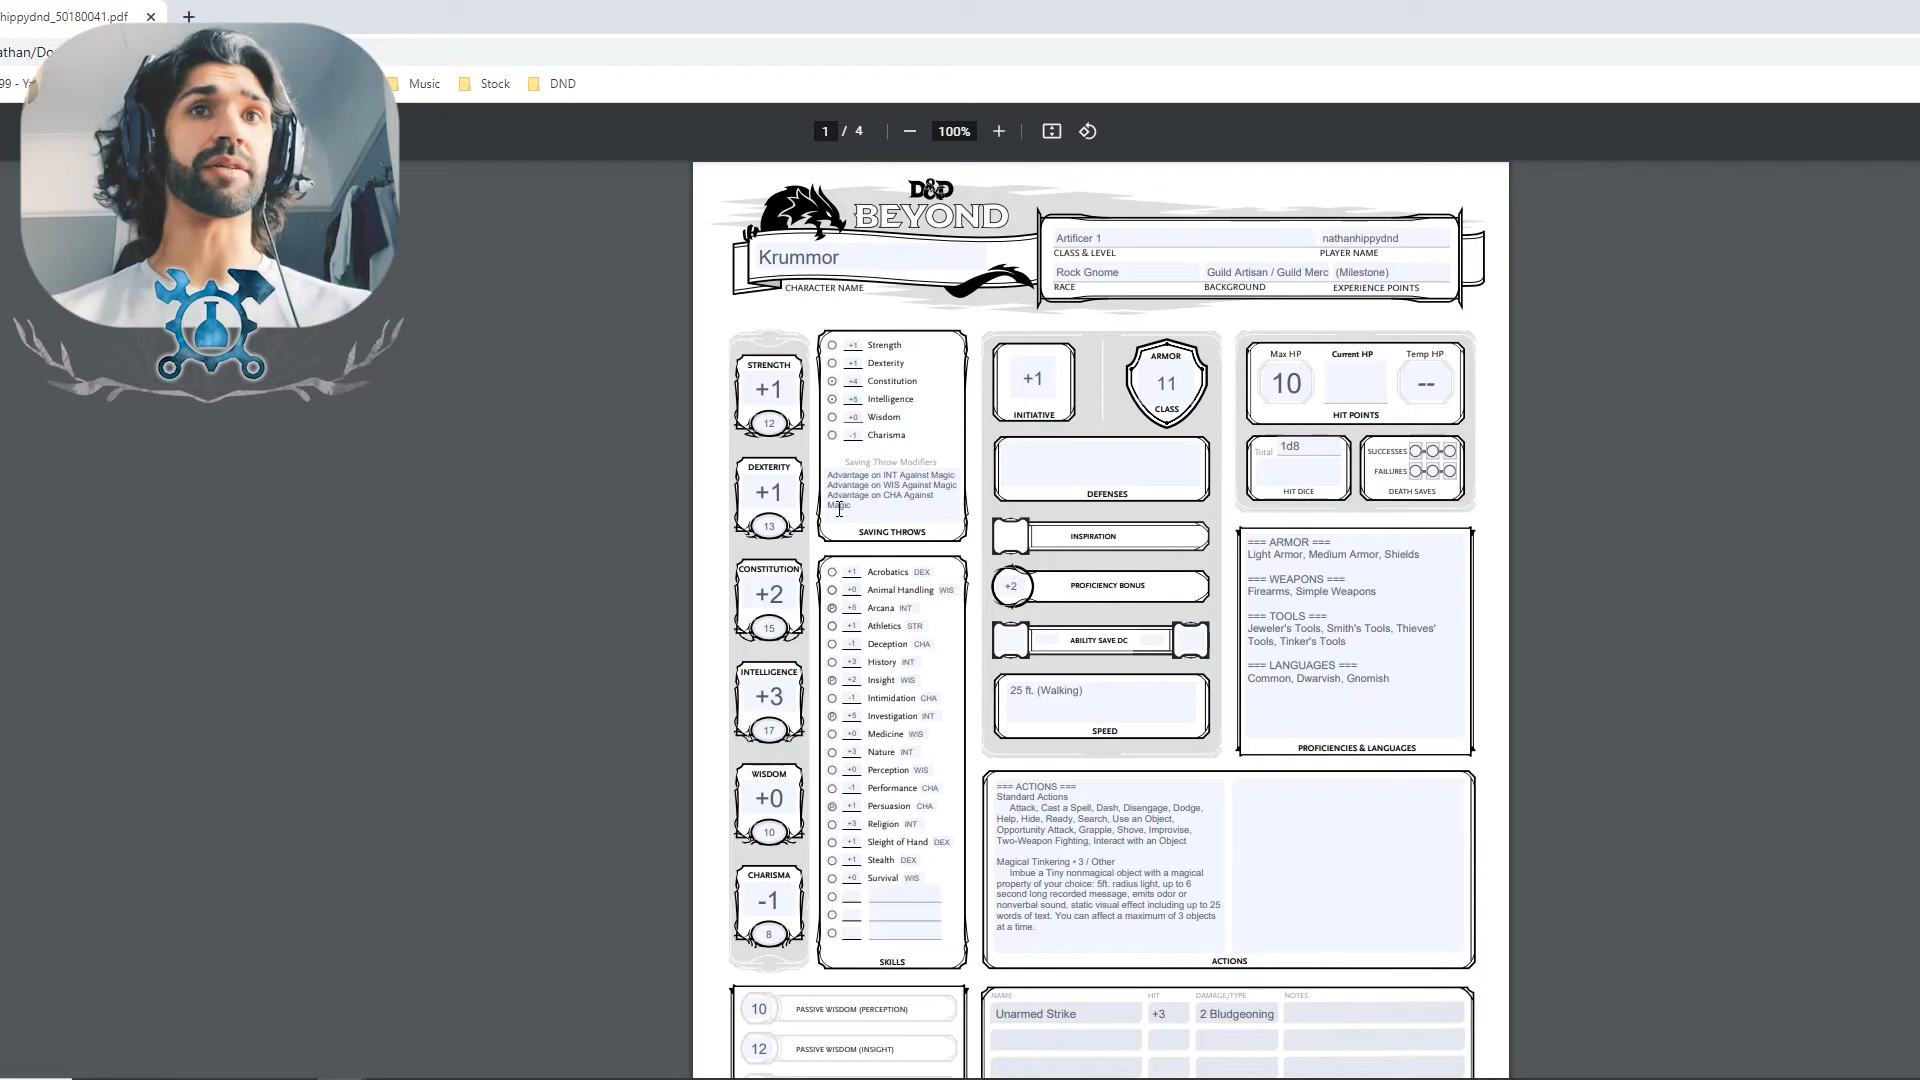 hippydnd_50180041.pdf
athan/Do
99 - Y
Music
Stock
DND
1 / 4
100%
D&D
BEYOND
Krummor
CHARACTER NAME
Artificer 1
nathanhippydnd
CLASS & LEVEL
PLAYER NAME
Rock Gnome
Guild Artisan / Guild Merc
(Milestone)
RACE
BACKGROUND
EXPERIENCE POINTS
STRENGTH
+1
12
DEXTERITY
+1
13
CONSTITUTION
+2
15
INTELLIGENCE
+3
17
WISDOM
+0
10
CHARISMA
-1
8
+1 Strength
+1 Dexterity
+4 Constitution
+5 Intelligence
+0 Wisdom
-1 Charisma
Saving Throw Modifiers
Advantage on INT Against Magic
Advantage on WIS Against Magic
Advantage on CHA Against
Magic
SAVING THROWS
+1 Acrobatics DEX
+0 Animal Handling WIS
P +5 Arcana INT
+1 Athletics STR
-1 Deception CHA
+3 History INT
P +2 Insight WIS
-1 Intimidation CHA
P +5 Investigation INT
+0 Medicine WIS
+3 Nature INT
+0 Perception WIS
-1 Performance CHA
P +1 Persuasion CHA
+3 Religion INT
+1 Sleight of Hand DEX
+1 Stealth DEX
+0 Survival WIS
SKILLS
10 PASSIVE WISDOM (PERCEPTION)
12 PASSIVE WISDOM (INSIGHT)
+1
INITIATIVE
ARMOR
11
CLASS
DEFENSES
INSPIRATION
+2 PROFICIENCY BONUS
ABILITY SAVE DC
25 ft. (Walking)
SPEED
Max HP
Current HP
Temp HP
10
--
HIT POINTS
Total 1d8
HIT DICE
SUCCESSES
FAILURES
DEATH SAVES
=== ARMOR ===
Light Armor, Medium Armor, Shields
=== WEAPONS ===
Firearms, Simple Weapons
=== TOOLS ===
Jeweler's Tools, Smith's Tools, Thieves'
Tools, Tinker's Tools
=== LANGUAGES ===
Common, Dwarvish, Gnomish
PROFICIENCIES & LANGUAGES
=== ACTIONS ===
Standard Actions
Attack, Cast a Spell, Dash, Disengage, Dodge,
Help, Hide, Ready, Search, Use an Object,
Opportunity Attack, Grapple, Shove, Improvise,
Two-Weapon Fighting, Interact with an Object
Magical Tinkering • 3 / Other
Imbue a Tiny nonmagical object with a magical
property of your choice: 5ft. radius light, up to 6
second long recorded message, emits odor or
nonverbal sound, static visual effect including up to 25
words of text. You can affect a maximum of 3 objects
at a time.
ACTIONS
NAME
HIT
DAMAGE/TYPE
NOTES
Unarmed Strike
+3
2 Bludgeoning